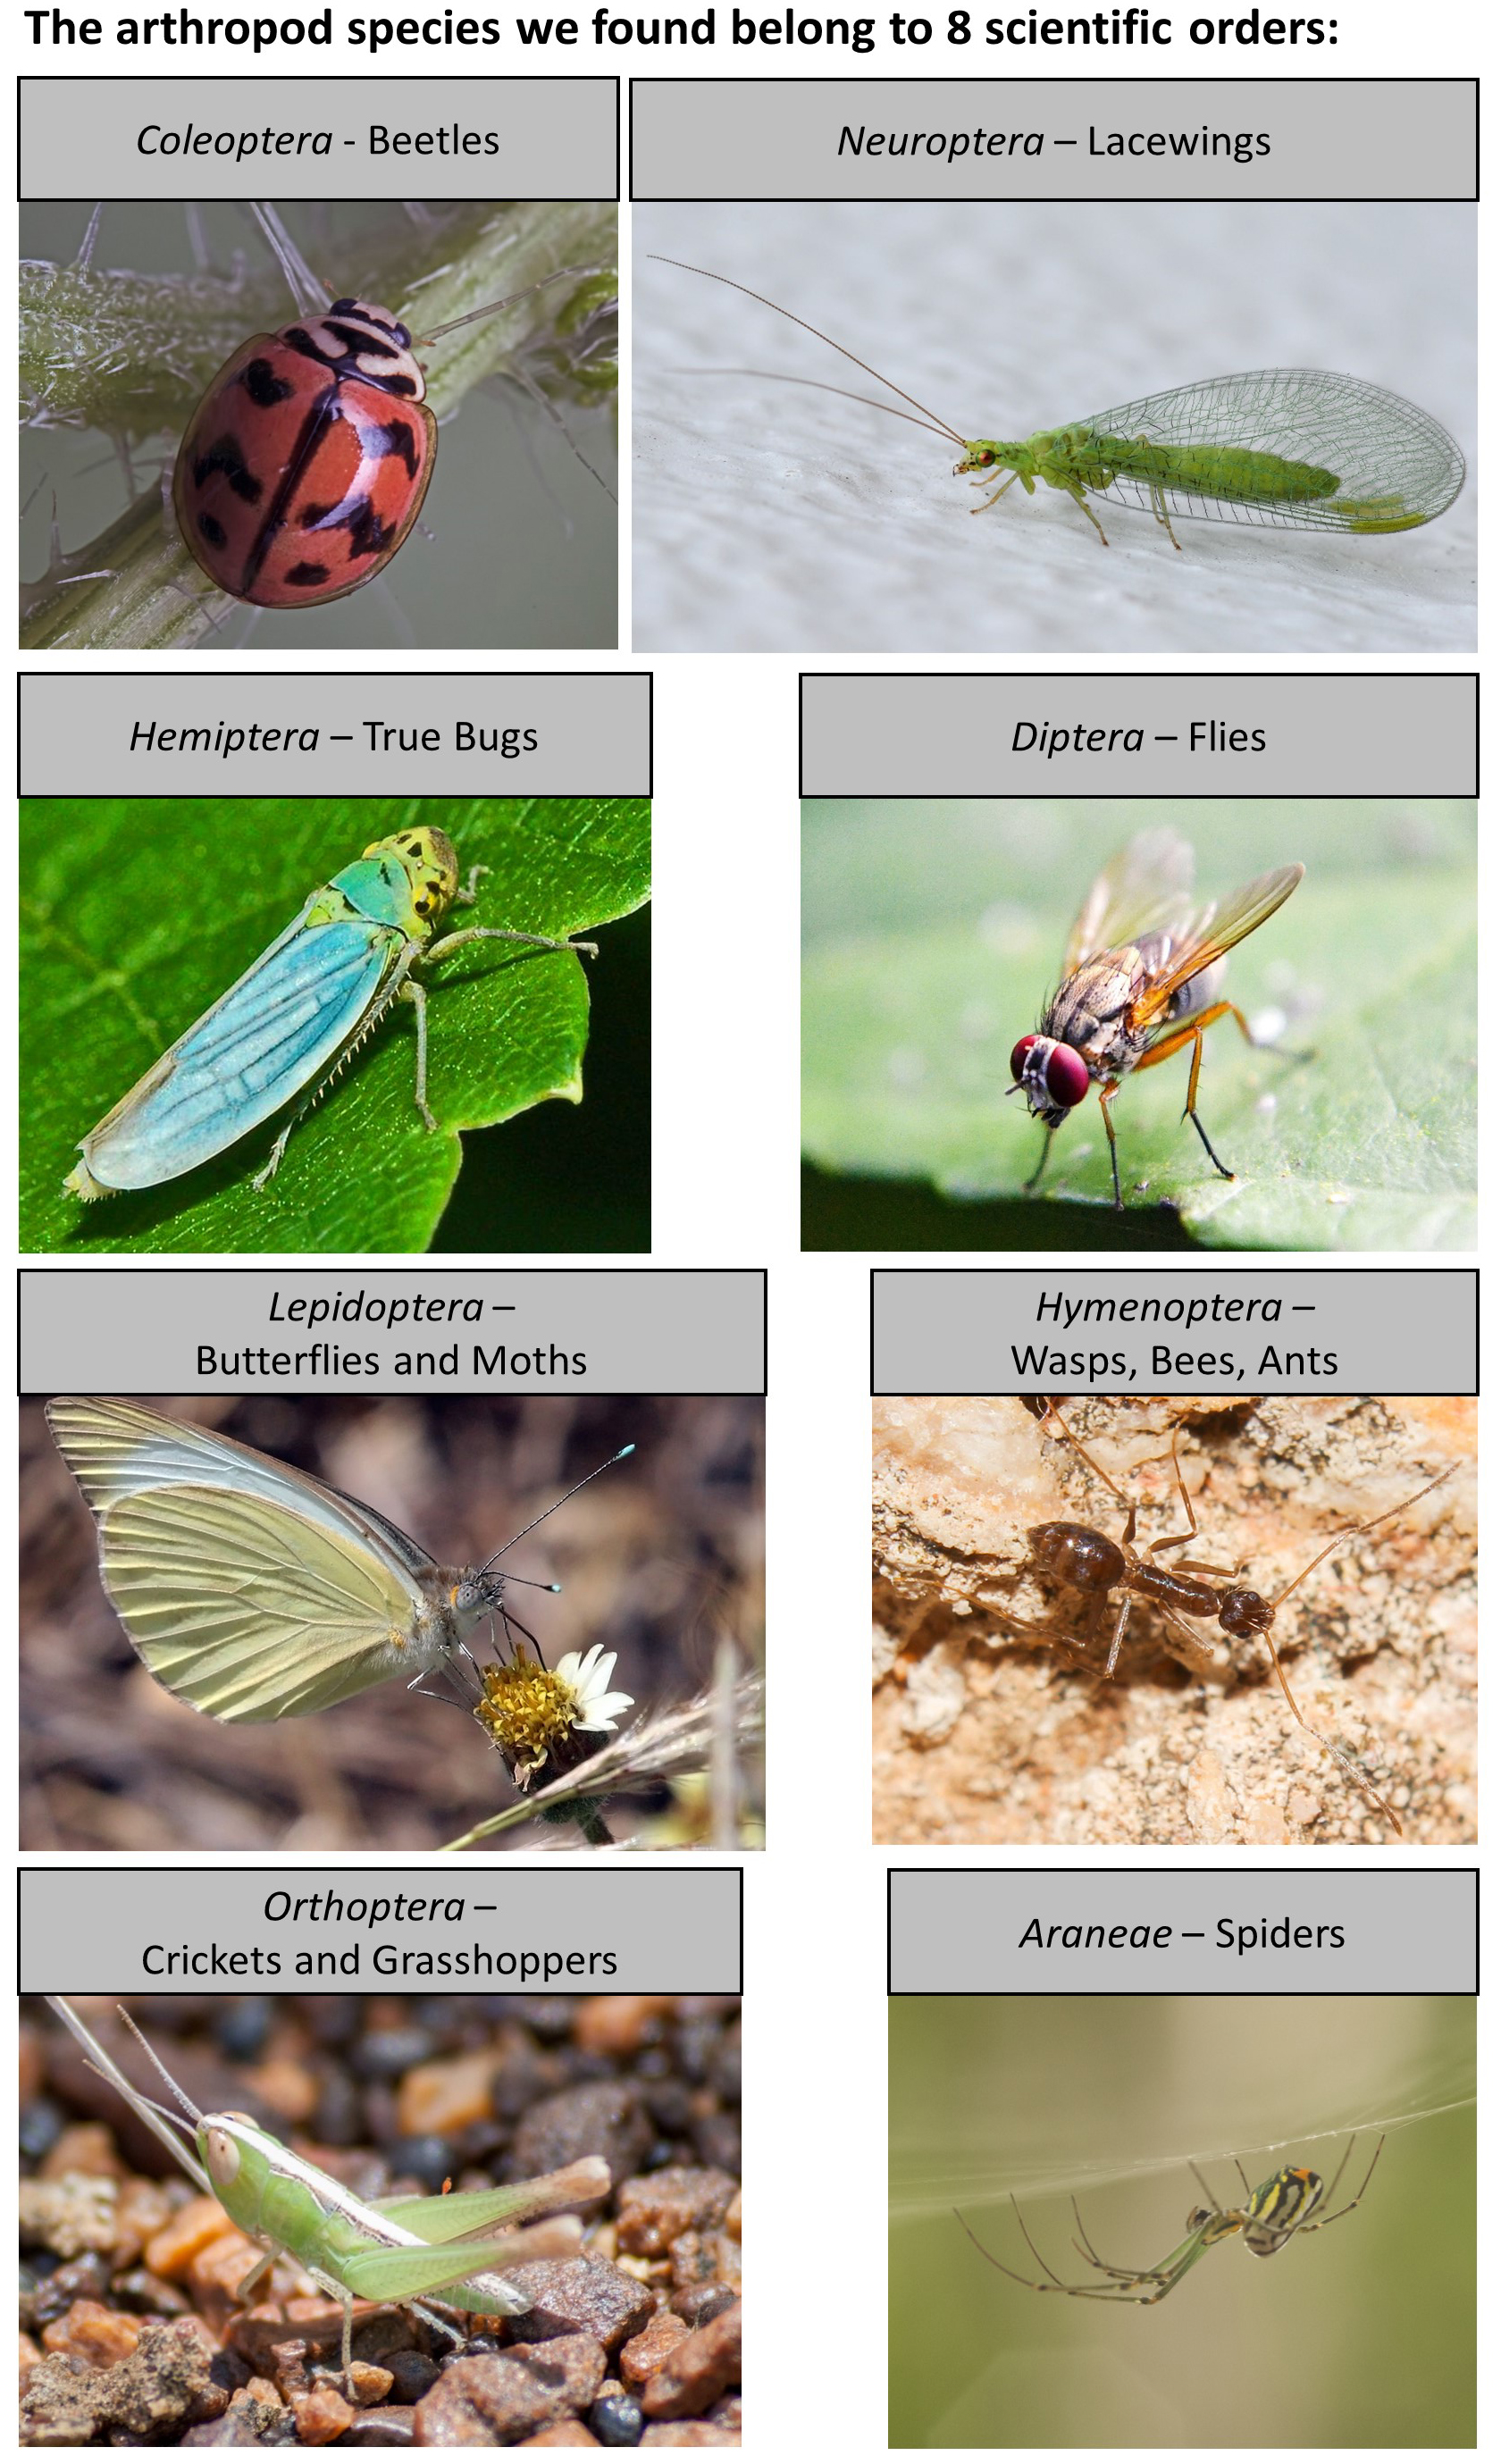 The arthropod species we found belong to 8 scientific orders:
Coleoptera - Beetles
Neuroptera – Lacewings
Hemiptera – True Bugs
Diptera – Flies
Lepidoptera –
Butterflies and Moths
Hymenoptera –
Wasps, Bees, Ants
Orthoptera –
Crickets and Grasshoppers
Araneae – Spiders